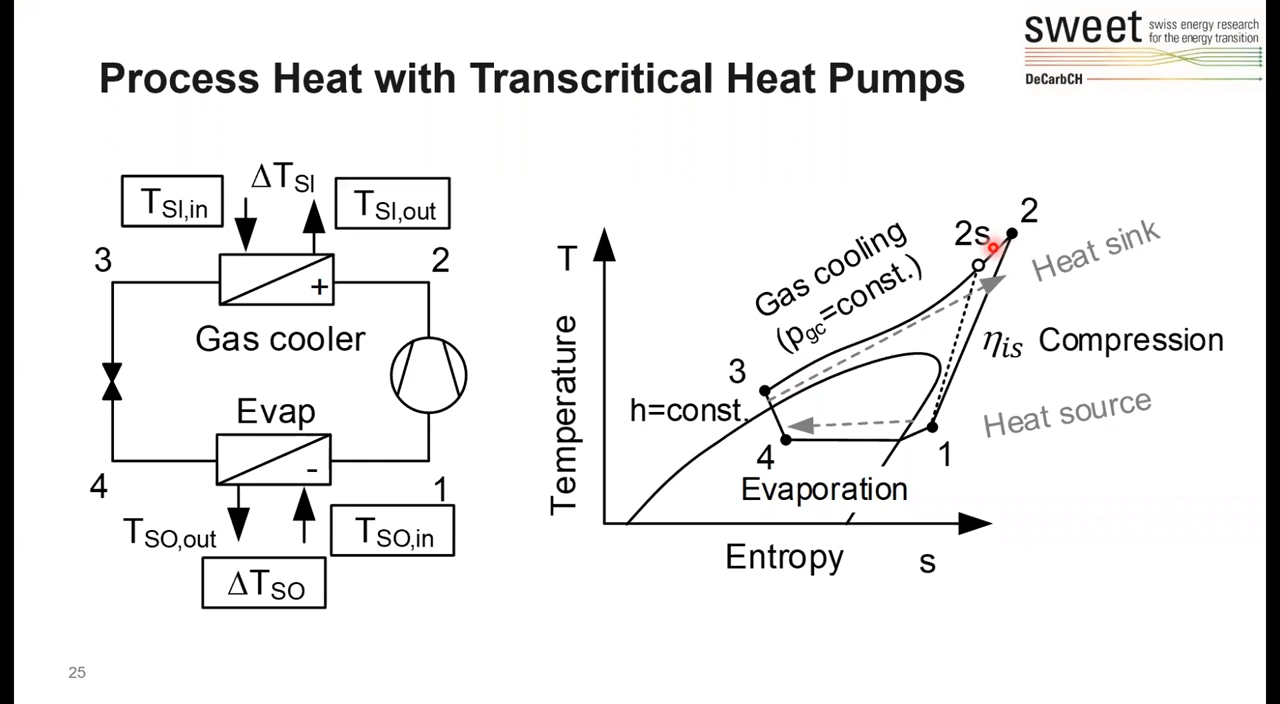 sweet swiss energy research
for the energy transition
DeCarbCH
Process Heat with Transcritical Heat Pumps
T_SI,in
ΔT_SI
T_SI,out
3
2
+
Gas cooler
Evap
-
4
1
T_SO,out
T_SO,in
ΔT_SO
T
Temperature
Gas cooling
(p_gc=const.)
2s
2
Heat sink
η_is Compression
3
h=const.
Heat source
4
1
Evaporation
Entropy
s
25